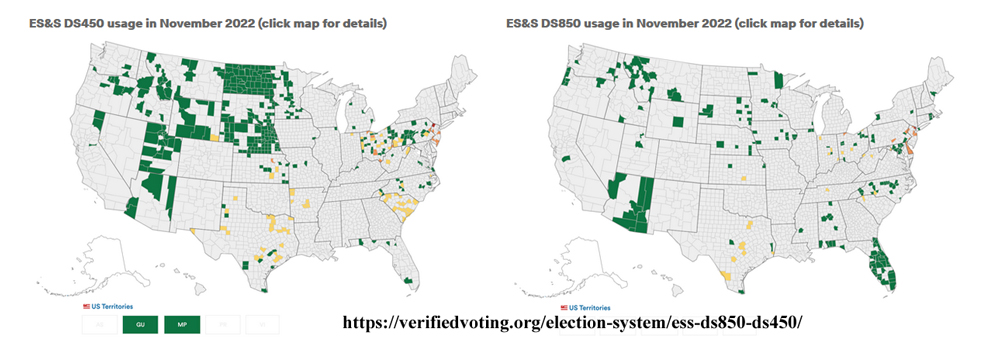 ES&S DS450 usage in November 2022 (click map for details)
ES&S DS850 usage in November 2022 (click map for details)
US Territories
GU MP
US Territories
https://verifiedvoting.org/election-system/ess-ds850-ds450/